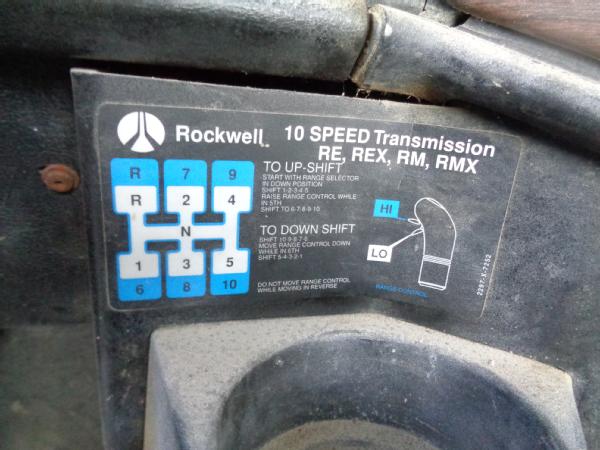 Rockwell
10 SPEED Transmission
RE, REX, RM, RMX
R 7 9
R 2 4
N
1 3 5
6 8 10
TO UP-SHIFT
START WITH RANGE SELECTOR
IN DOWN POSITION
SHIFT 1-2-3-4-5
RAISE RANGE CONTROL WHILE
IN 5TH
SHIFT TO 6-7-8-9-10
TO DOWN SHIFT
SHIFT 10-9-8-7-6
MOVE RANGE CONTROL DOWN
WHILE IN 6TH
SHIFT 5-4-3-2-1
DO NOT MOVE RANGE CONTROL
WHILE MOVING IN REVERSE
HI
LO
RANGE CONTROL
2297-X-7252